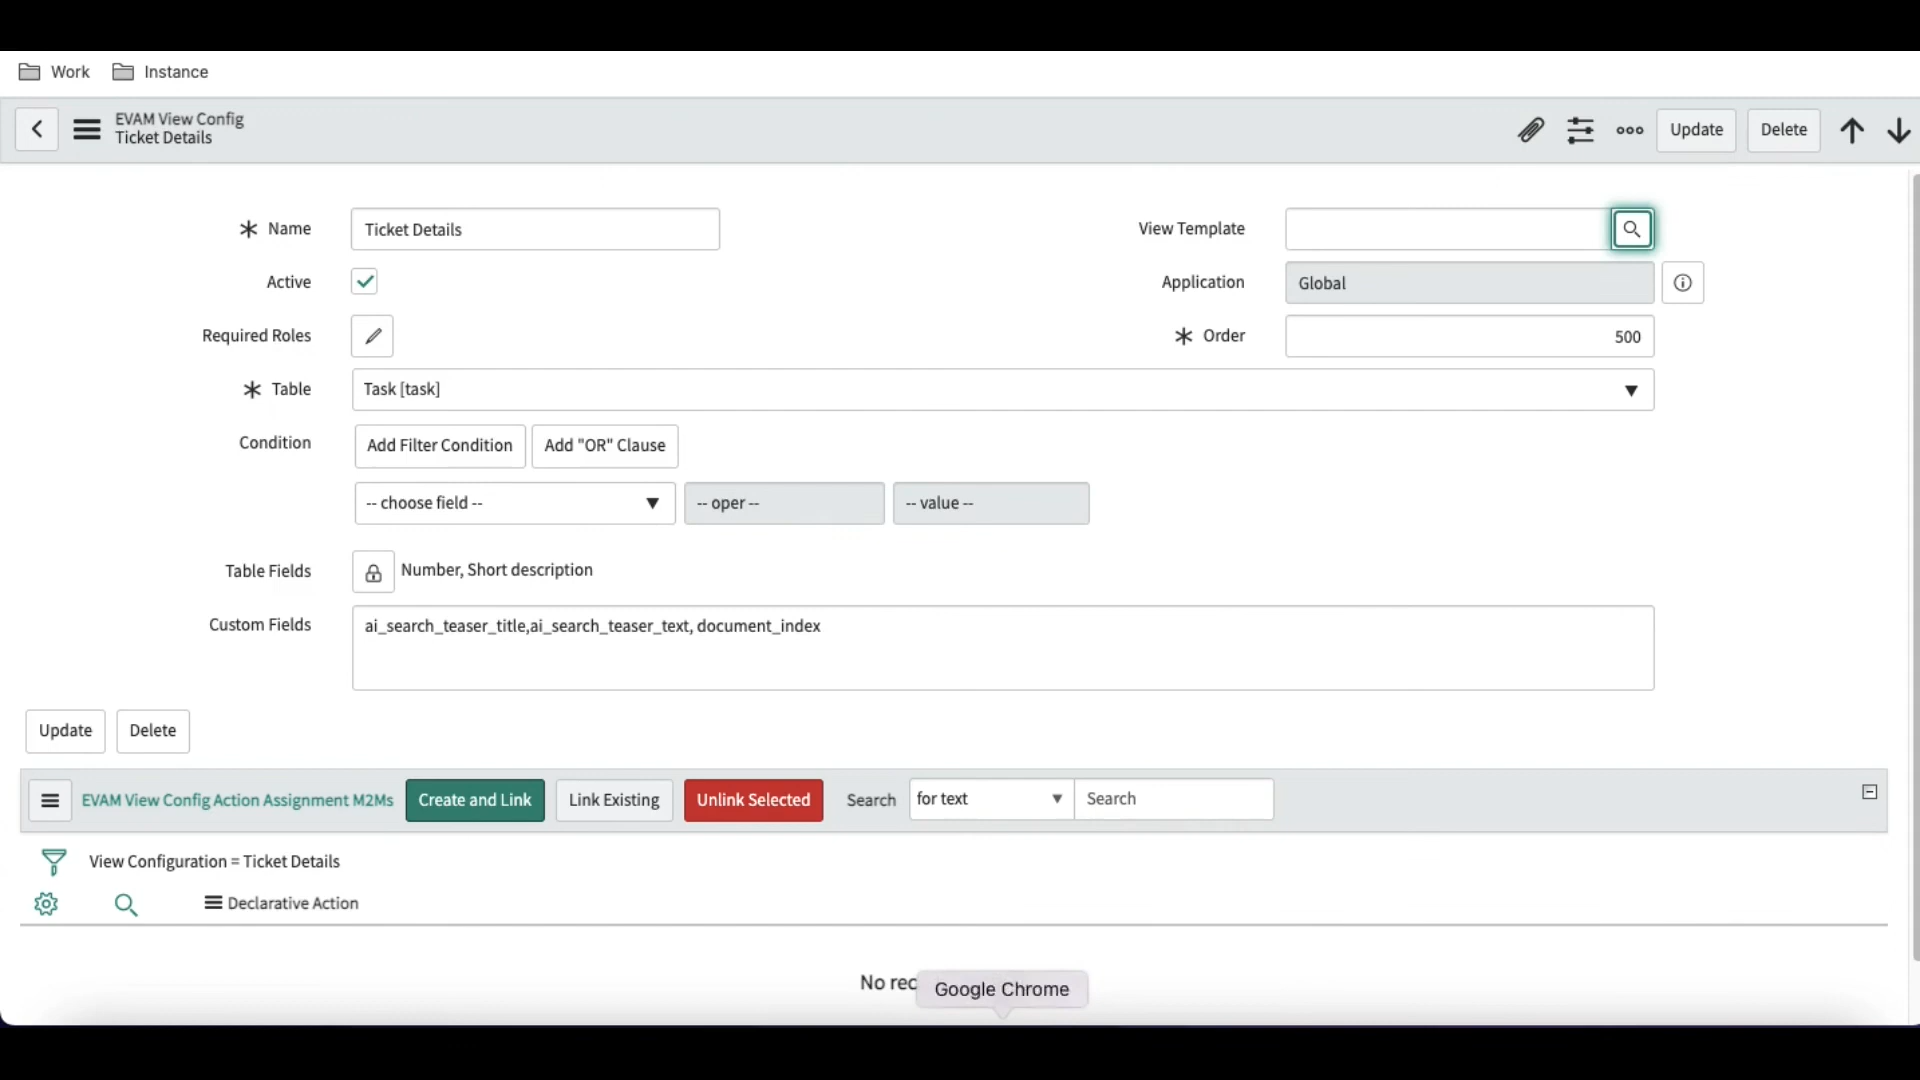 Work Instance
EVAM View Config
Ticket Details
Update Delete
Name Ticket Details
View Template
Active
Application Global
Required Roles
Order 500
Table Task [task]
Condition Add Filter Condition Add "OR" Clause
-- choose field -- -- oper -- -- value --
Table Fields Number, Short description
Custom Fields ai_search_teaser_title,ai_search_teaser_text, document_index
Update Delete
EVAM View Config Action Assignment M2Ms Create and Link Link Existing Unlink Selected Search for text Search
View Configuration = Ticket Details
Declarative Action
No rec
Google Chrome